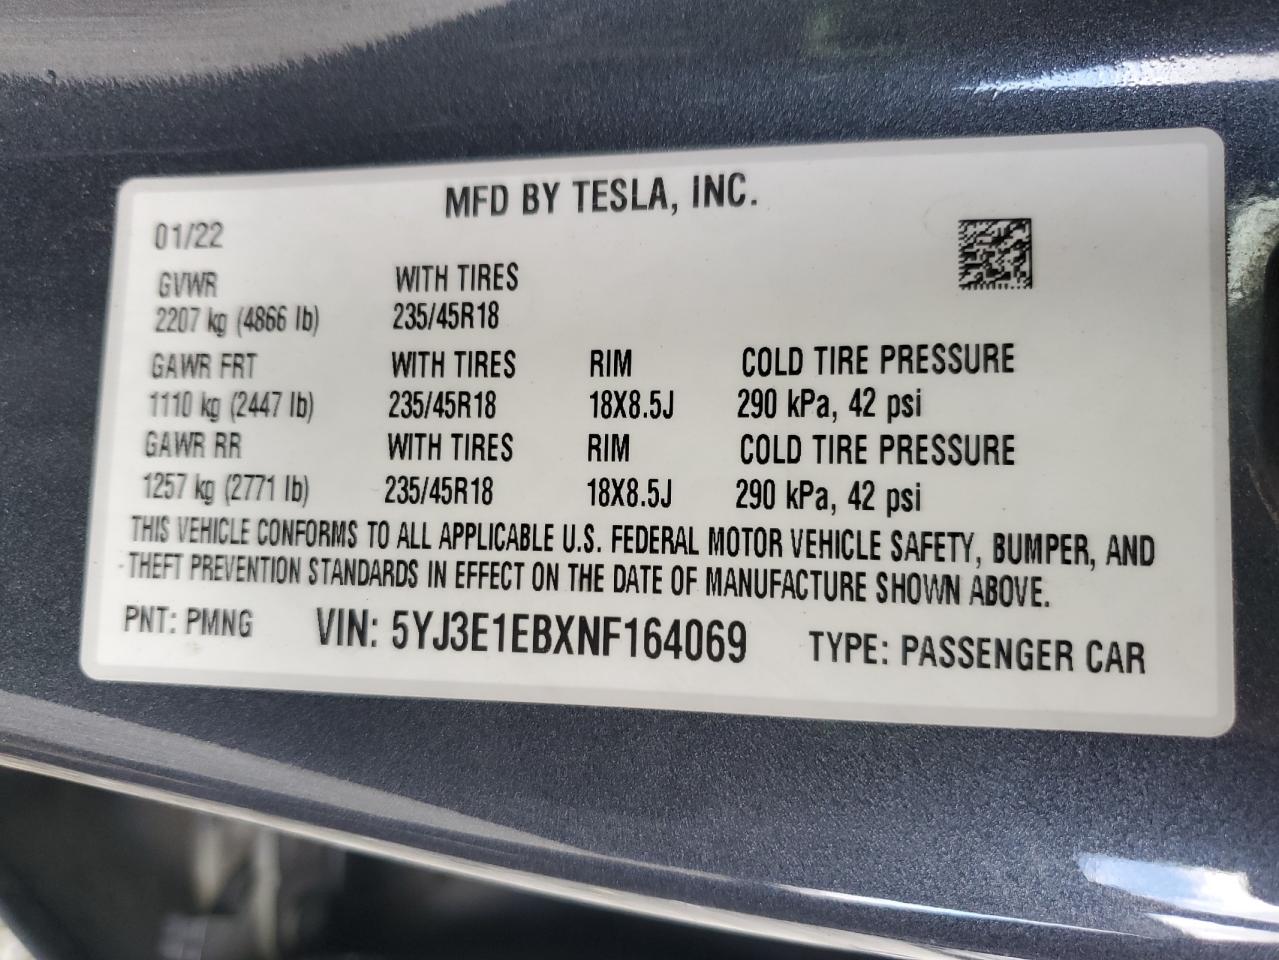 MFD BY TESLA, INC.
01/22
GVWR WITH TIRES
2207 kg (4866 lb) 235/45R18
GAWR FRT WITH TIRES RIM COLD TIRE PRESSURE
1110 kg (2447 lb) 235/45R18 18X8.5J 290 kPa, 42 psi
GAWR RR WITH TIRES RIM COLD TIRE PRESSURE
1257 kg (2771 lb) 235/45R18 18X8.5J 290 kPa, 42 psi
THIS VEHICLE CONFORMS TO ALL APPLICABLE U.S. FEDERAL MOTOR VEHICLE SAFETY, BUMPER, AND
THEFT PREVENTION STANDARDS IN EFFECT ON THE DATE OF MANUFACTURE SHOWN ABOVE.
PNT: PMNG VIN: 5YJ3E1EBXNF164069 TYPE: PASSENGER CAR